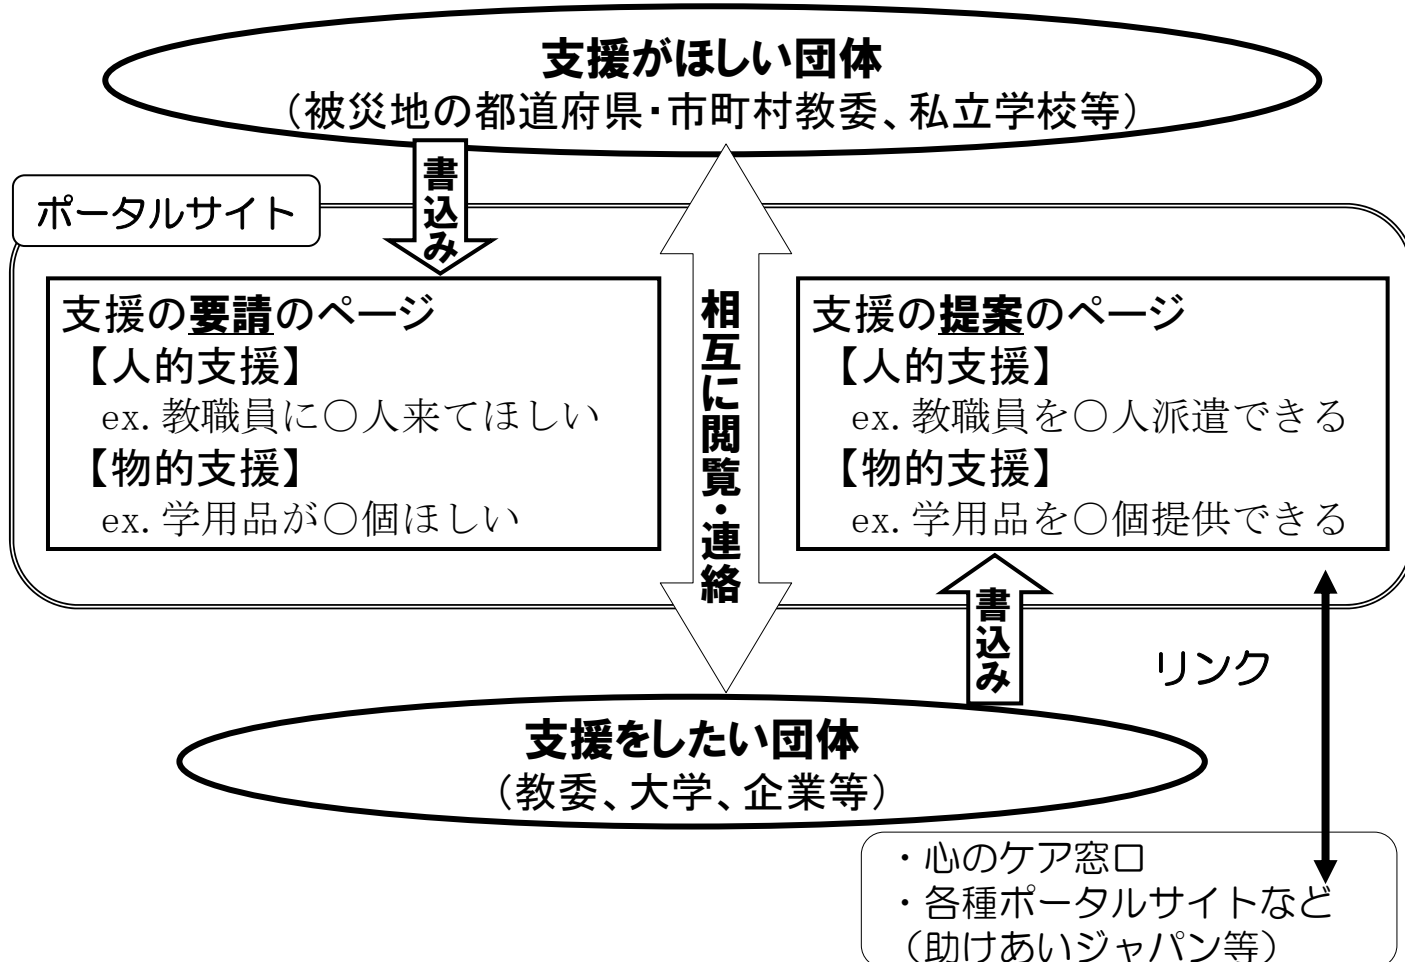 支援がほしい団体
（被災地の都道府県・市町村教委、私立学校等）
書込み
ポータルサイト
支援の要請のページ
【人的支援】
ex.教職員に○人来てほしい
【物的支援】
ex.学用品が○個ほしい
相互に閲覧・連絡
支援の提案のページ
【人的支援】
ex.教職員を○人派遣できる
【物的支援】
ex.学用品を○個提供できる
書込み
リンク
支援をしたい団体
（教委、大学、企業等）
・心のケア窓口
・各種ポータルサイトなど
（助けあいジャパン等）